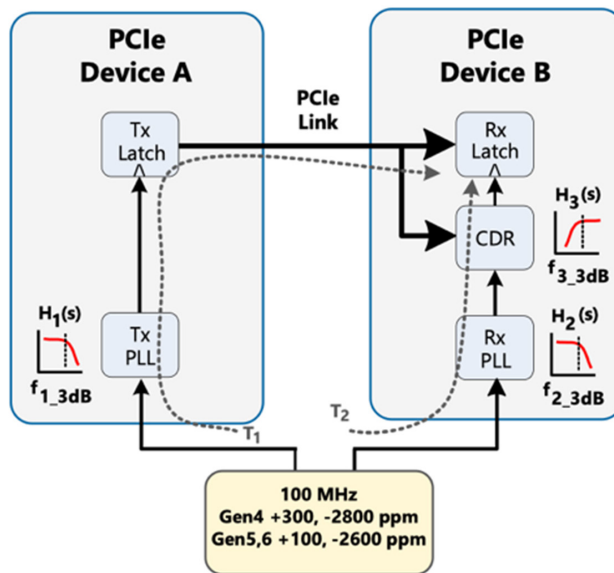 PCIe
Device A
PCIe
Device B
PCIe
Link
Tx
Latch
Rx
Latch
H3(s)
f3_3dB
CDR
H1(s)
f1_3dB
Tx
PLL
Rx
PLL
H2(s)
f2_3dB
T1
T2
100 MHz
Gen4 +300, -2800 ppm
Gen5,6 +100, -2600 ppm